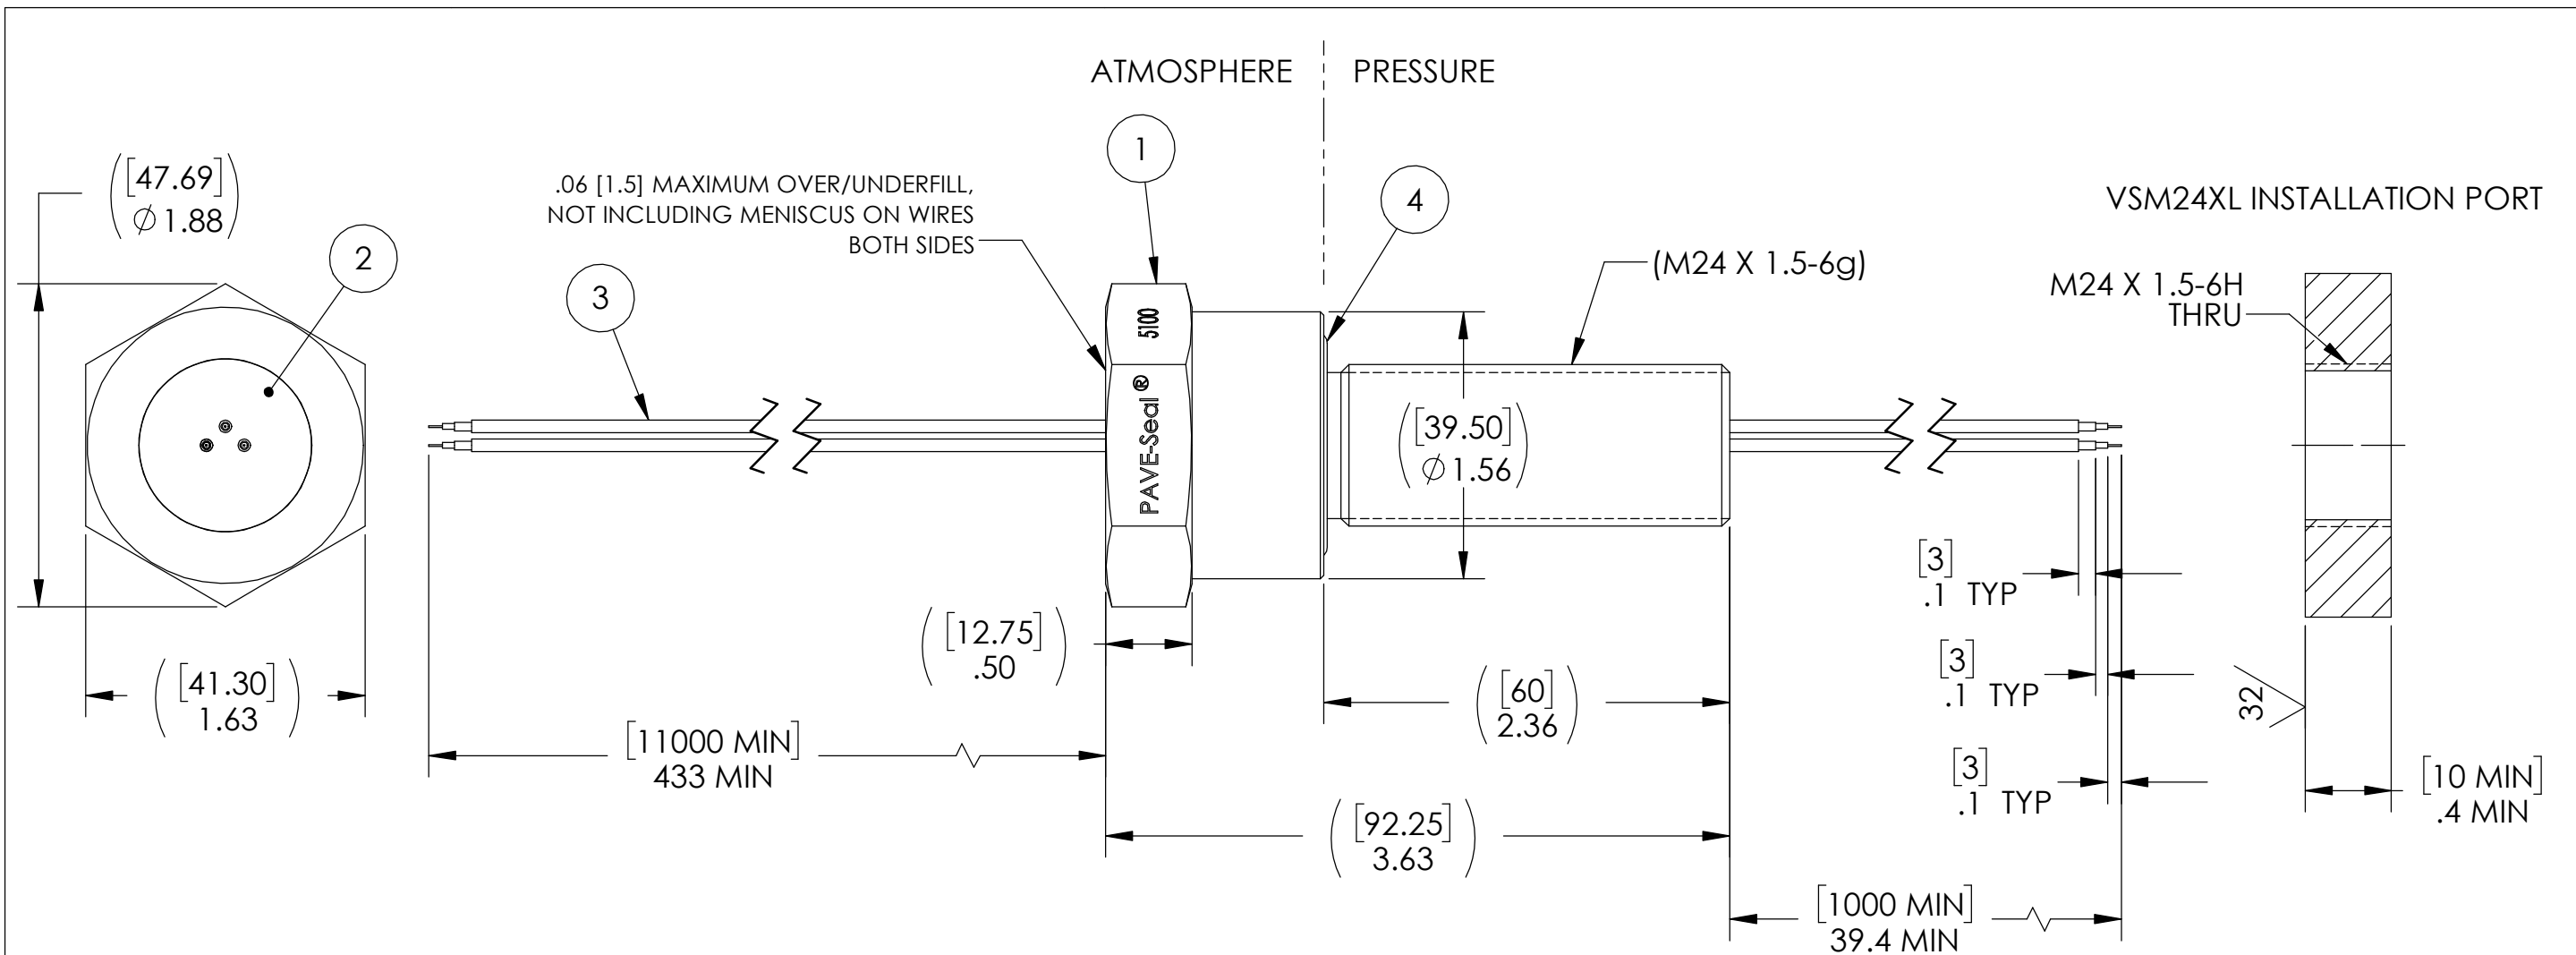 ATMOSPHERE
PRESSURE
1
4
[47.69]
Ø 1.88
2
3
.06 [1.5] MAXIMUM OVER/UNDERFILL,
NOT INCLUDING MENISCUS ON WIRES
BOTH SIDES
5100
PAVE-Seal®
(M24 X 1.5-6g)
VSM24XL INSTALLATION PORT
M24 X 1.5-6H
THRU
([39.50]
Ø 1.56)
([41.30]
1.63)
([12.75]
.50)
[11000 MIN]
433 MIN
([60]
2.36)
([92.25]
3.63)
[3]
.1 TYP
[3]
.1 TYP
[3]
.1 TYP
[1000 MIN]
39.4 MIN
32
[10 MIN]
.4 MIN